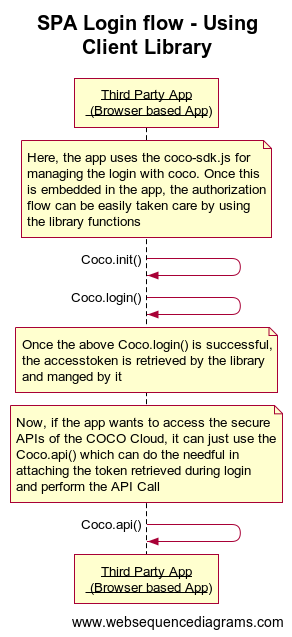 SPA Login flow - Using
Client Library
Third Party App
(Browser based App)
Here, the app uses the coco-sdk.js for
managing the login with coco. Once this
is embedded in the app, the authorization
flow can be easily taken care by using
the library functions
Coco.init()
Coco.login()
Once the above Coco.login() is successful,
the accesstoken is retrieved by the library
and manged by it
Now, if the app wants to access the secure
APIs of the COCO Cloud, it can just use the
Coco.api() which can do the needful in
attaching the token retrieved during login
and perform the API Call
Coco.api()
Third Party App
(Browser based App)
www.websequencediagrams.com